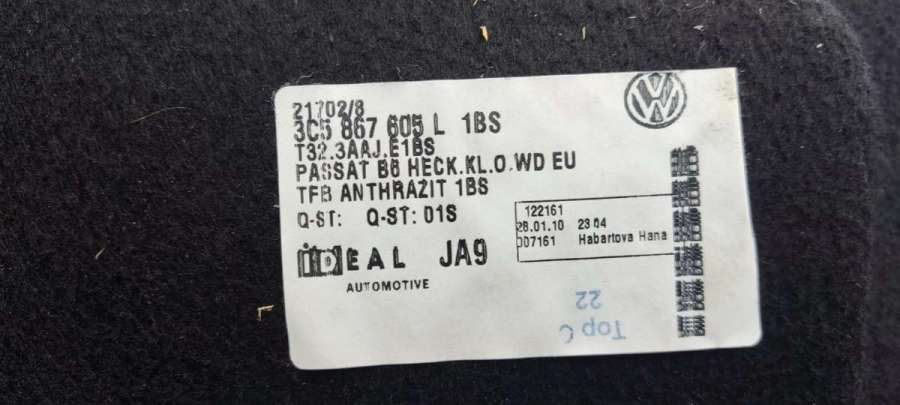 21702/8
3C5 867 605 L 1BS
T32.3AAJ.E1BS
PASSAT B6 HECK.KL.O.WD EU
TFB ANTHRAZIT 1BS
Q-ST: Q-ST: 01S
122161
28.01.10 23:04
007161 Habartova Hana
iDEAL JA9
AUTOMOTIVE
Top C
22